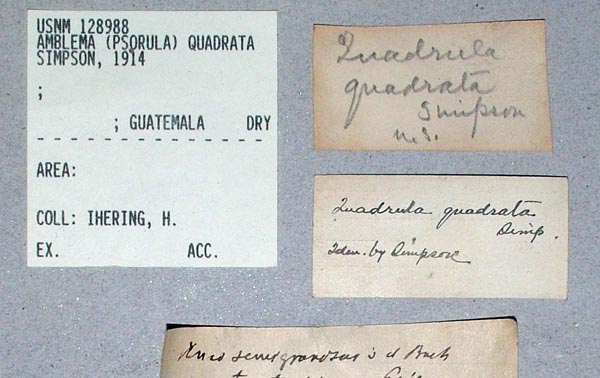 USNM 128988
AMBLEMA (PSORULA) QUADRATA
SIMPSON, 1914
;
; GUATEMALA DRY
- - - - - - - - - - - - - - -
AREA:
COLL: IHERING, H.
EX. ACC.
Quadrula
quadrata
Simpson
n.s.
Quadrula quadrata
Simp.
Iden. by Simpson